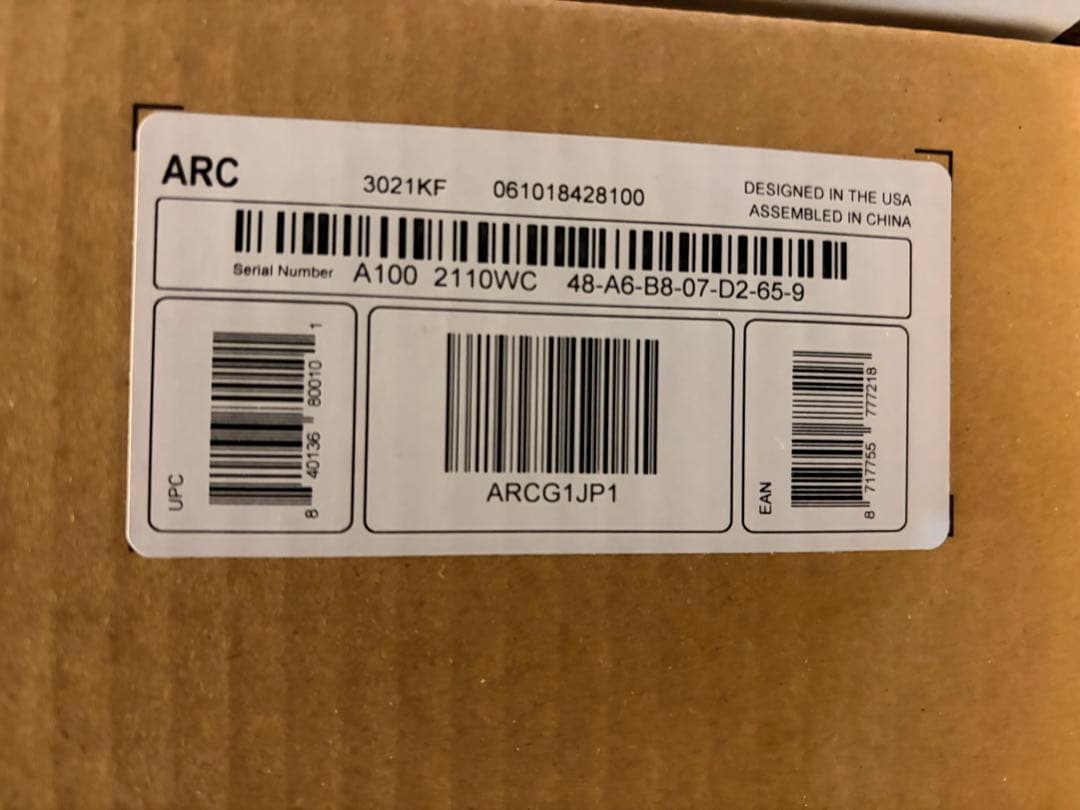 ARC
3021KF 061018428100
DESIGNED IN THE USA
ASSEMBLED IN CHINA
Serial Number A100 2110WC 48-A6-B8-07-D2-65-9
UPC
8 40136 80010 1
ARCG1JP1
EAN
8 717755 777218